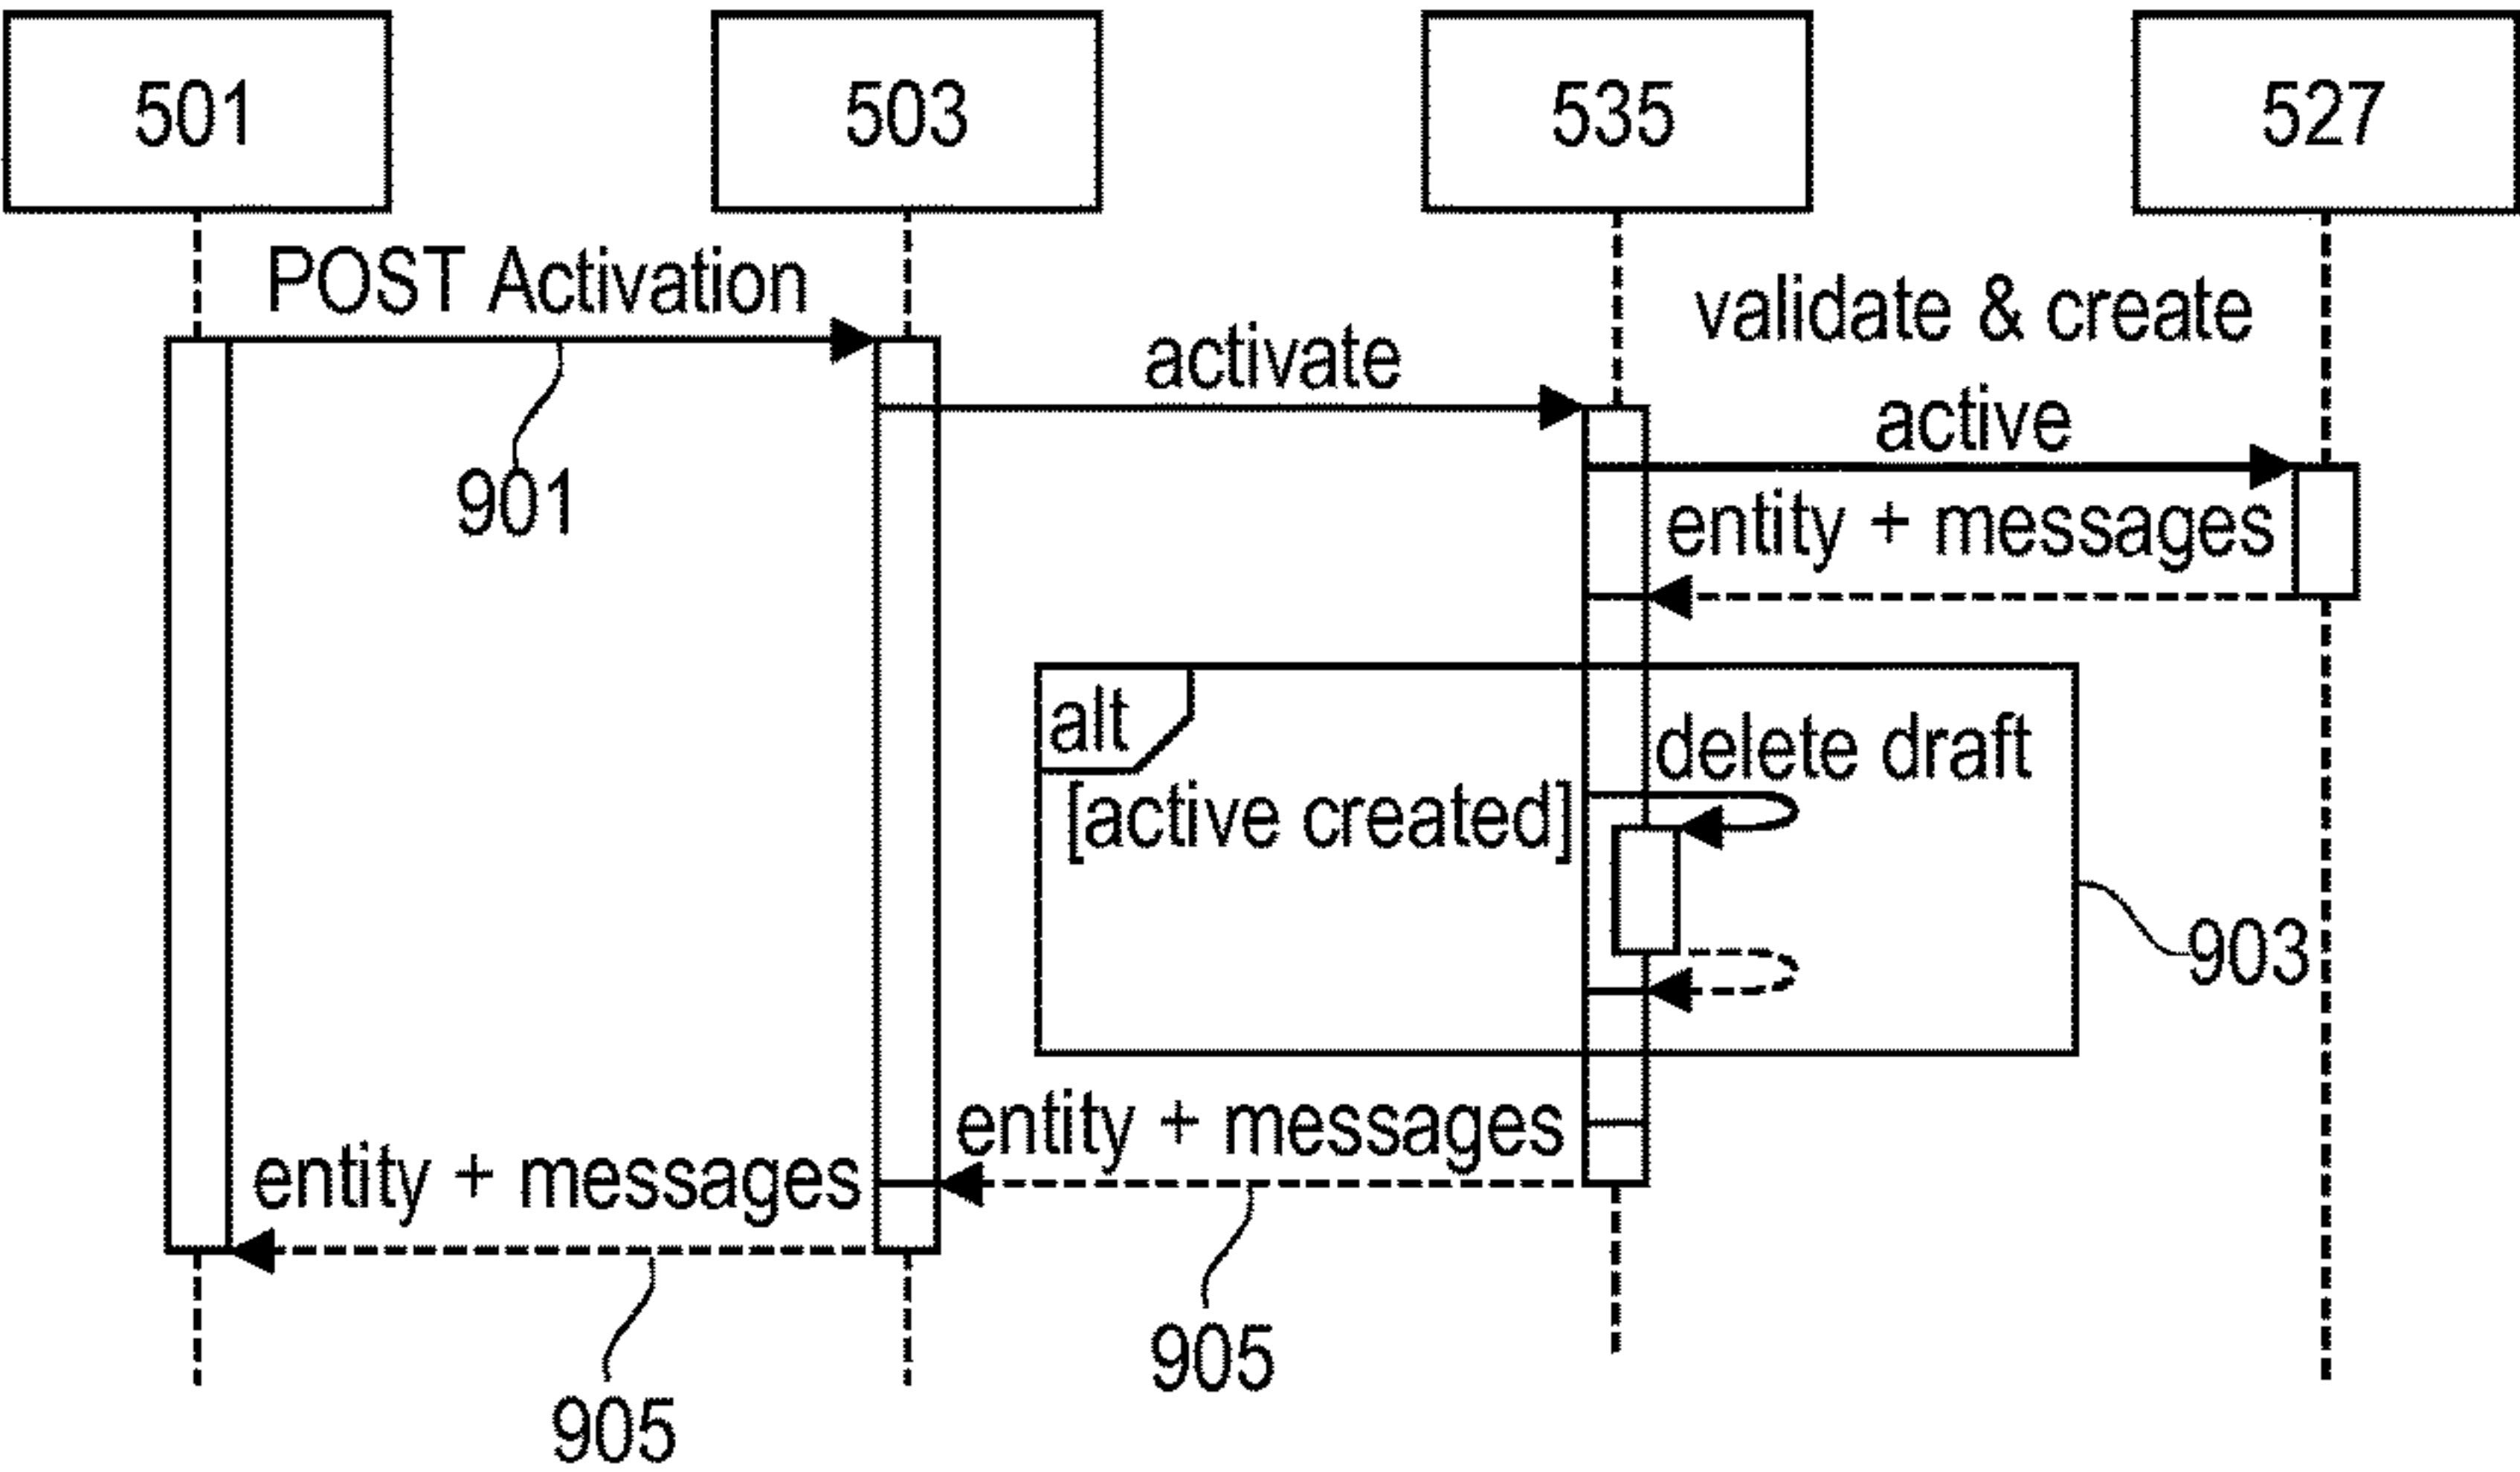 501
503
535
527
POST Activation
validate & create
activate
active
901
entity + messages
alt
delete draft
[active created]
903
entity + messages
entity + messages
905
905